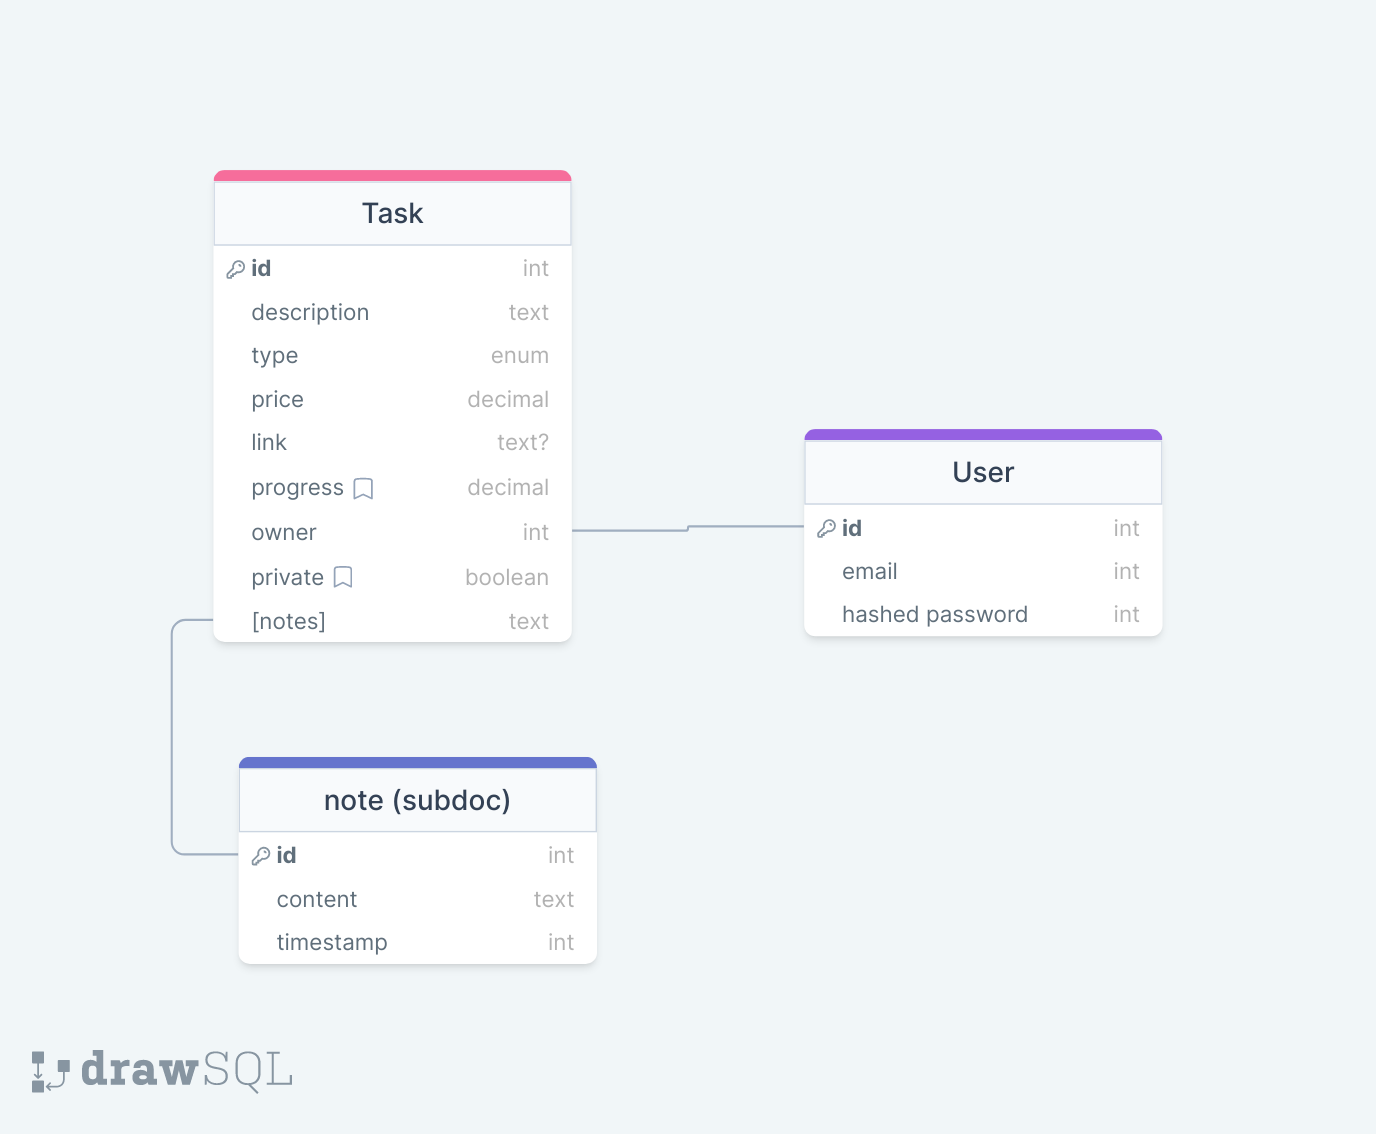 Task
id int
description text
type enum
price decimal
link text?
progress decimal
owner int
private boolean
[notes] text
User
id int
email int
hashed password int
note (subdoc)
id int
content text
timestamp int
drawSQL